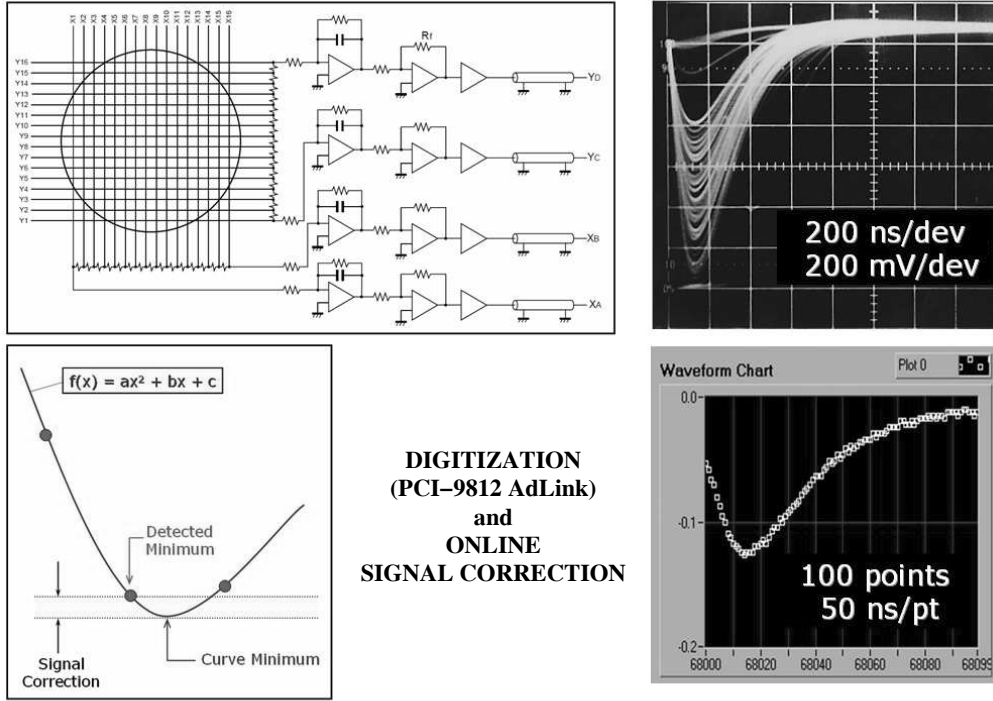 X1 X2 X3 X4 X5 X6 X7 X8 X9 X10 X11 X12 X13 X14 X15 X16
Y16
Y15
Y14
Y13
Y12
Y11
Y10
Y9
Y8
Y7
Y6
Y5
Y4
Y3
Y2
Y1
Rf
YD
YC
XB
XA
10
0%
200 ns/dev
200 mV/dev
f(x) = ax² + bx + c
Detected
Minimum
Signal
Correction
Curve Minimum
DIGITIZATION
(PCI−9812 AdLink)
and
ONLINE
SIGNAL CORRECTION
Waveform Chart
Plot 0
0.0-
-0.1-
-0.2-
68000 68020 68040 68060 68080 68099
100 points
50 ns/pt